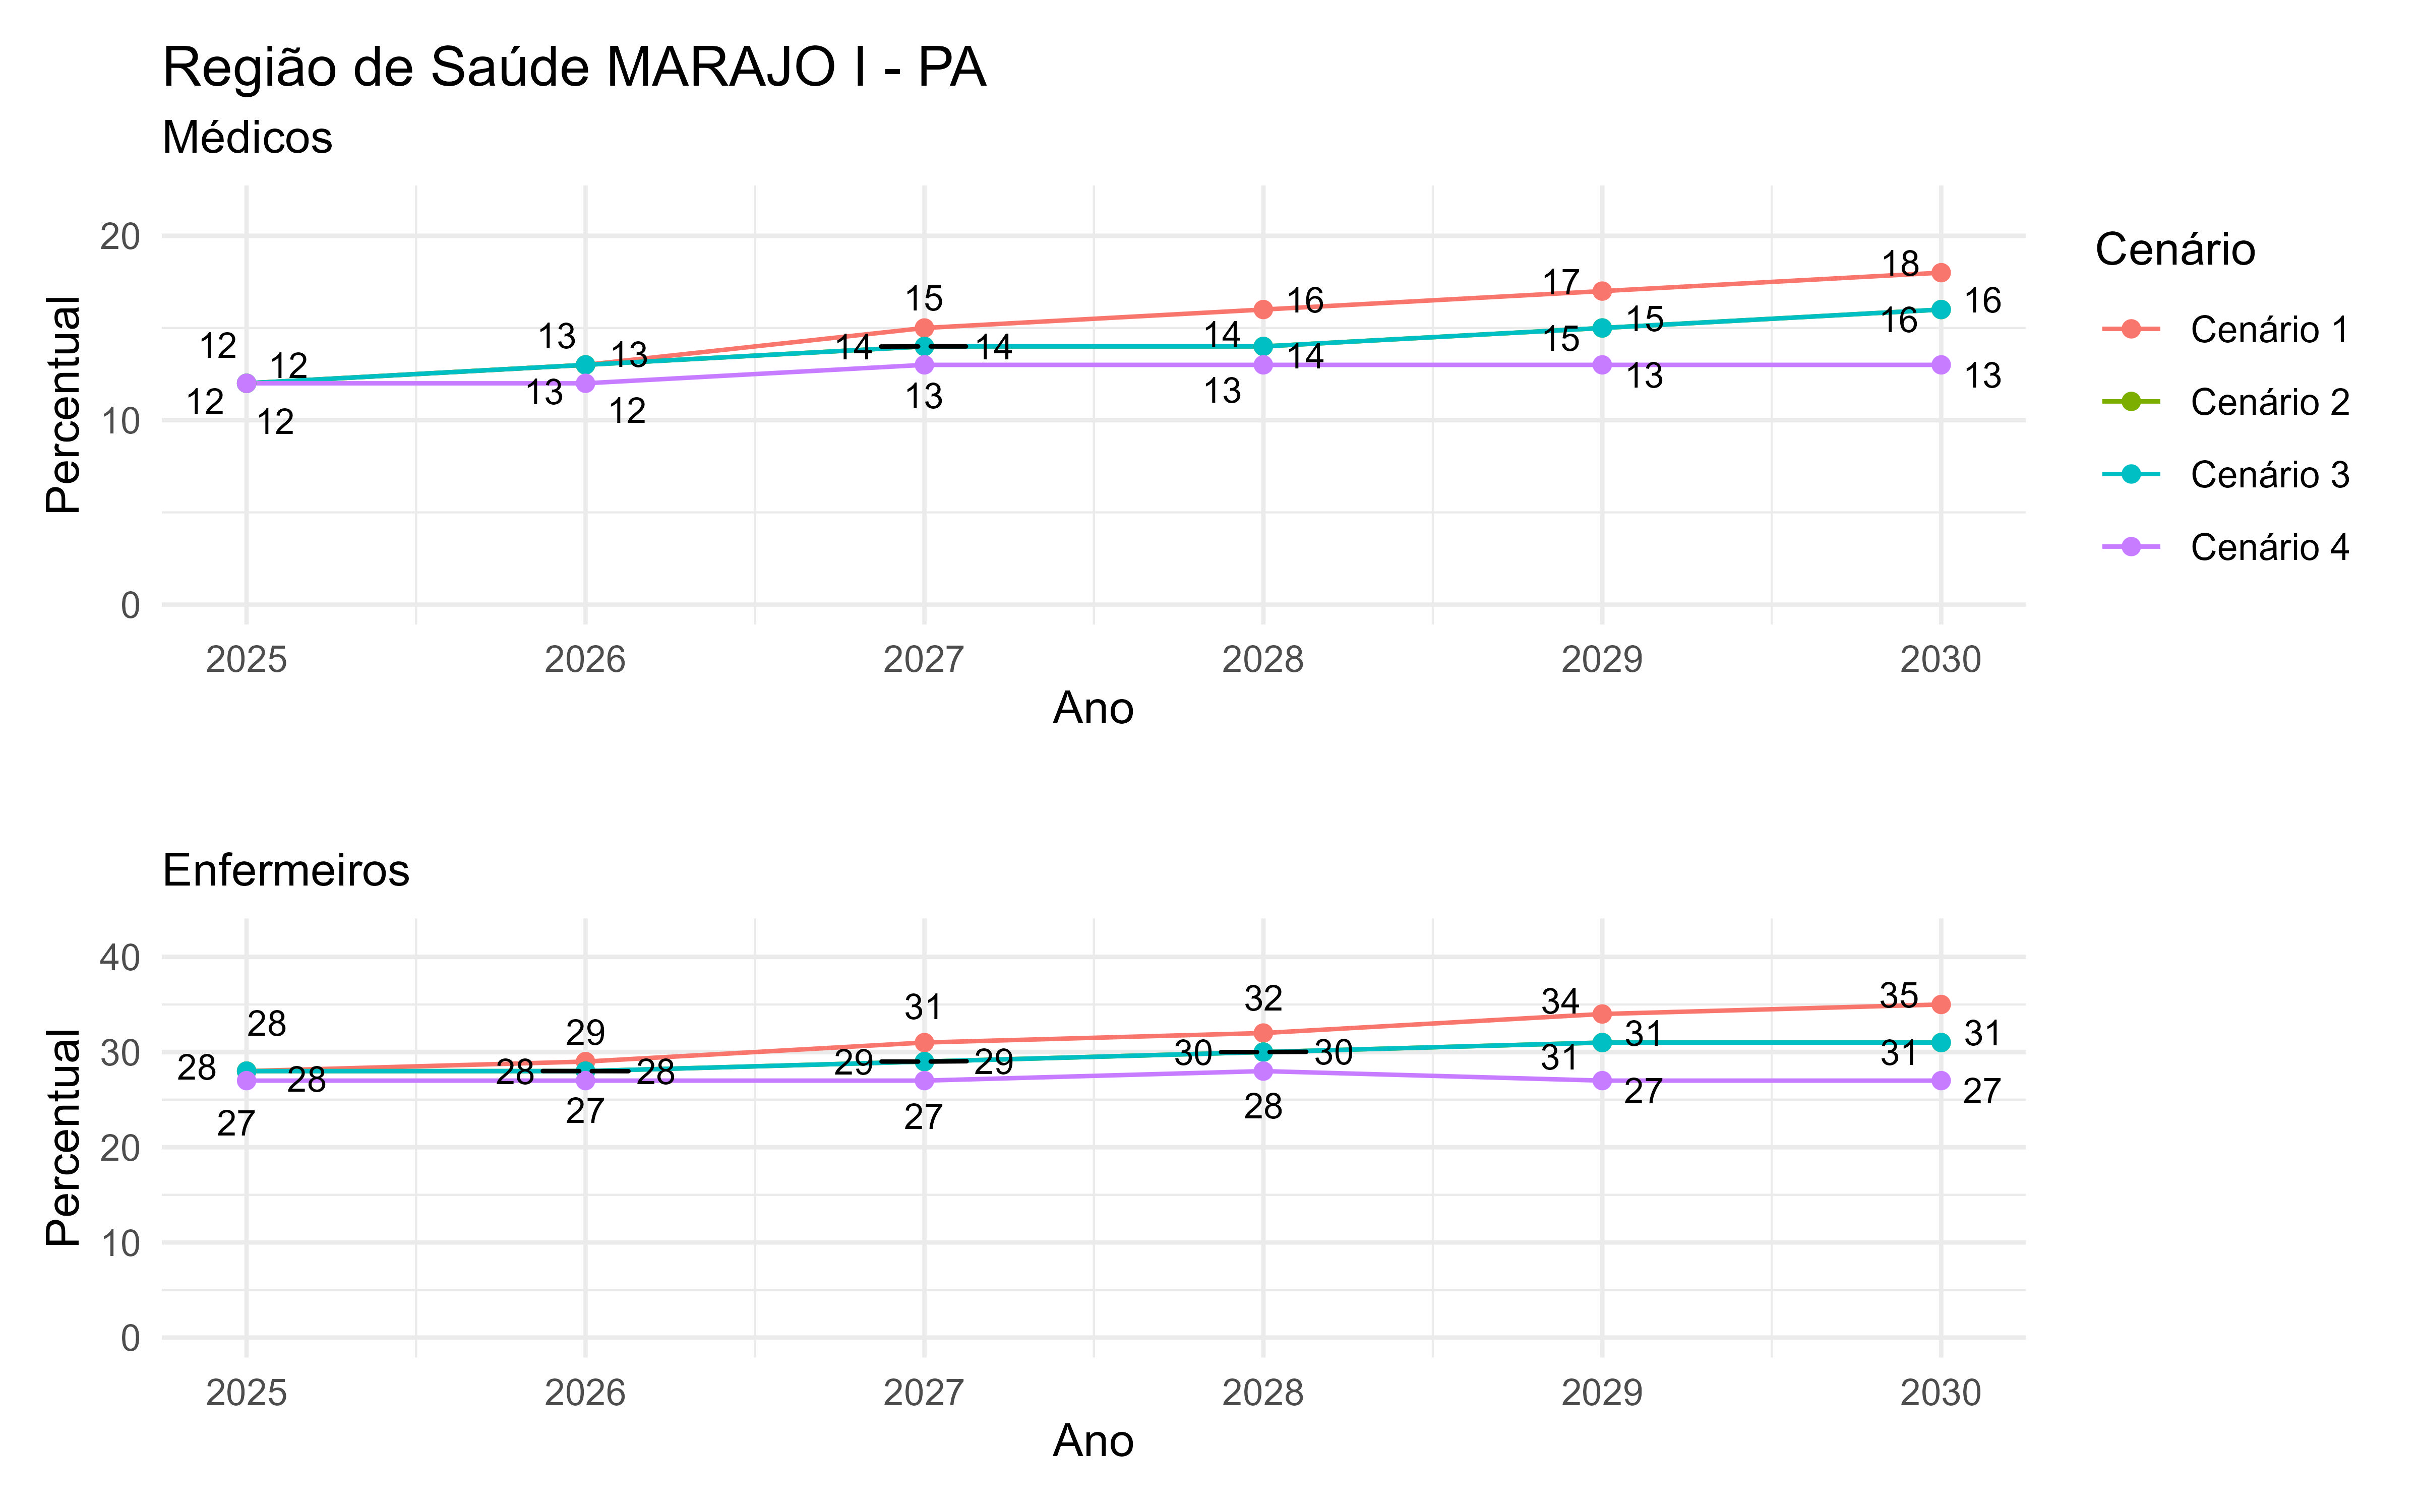 Região de Saúde MARAJO I - PA
Médicos
Percentual
20
10
0
12 12 12 12
13 13 13 12
15 14 14 13
16 14 14 13
17 15 15 13
18 16 16 13
2025 2026 2027 2028 2029 2030
Ano
Cenário
Cenário 1
Cenário 2
Cenário 3
Cenário 4
Enfermeiros
Percentual
40
30
20
10
0
28 28 28 27
29 28 28 27
31 29 29 27
32 30 30 28
34 31 31 27
35 31 31 27
2025 2026 2027 2028 2029 2030
Ano